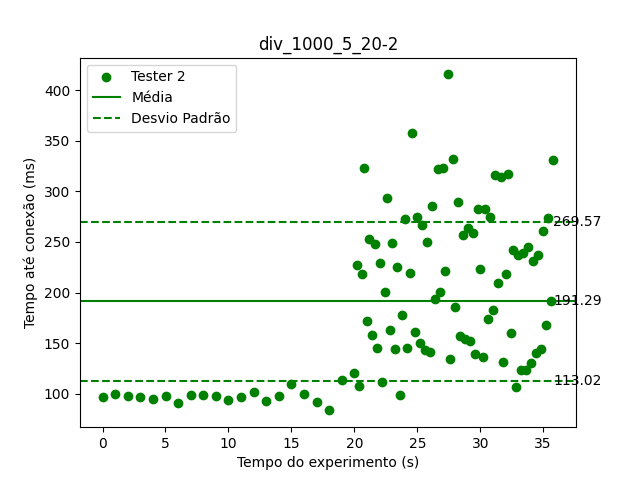 div_1000_5_20-2
Tester 2
Média
Desvio Padrão
Tempo até conexão (ms)
400
350
300
250
200
150
100
269.57
191.29
113.02
0 5 10 15 20 25 30 35
Tempo do experimento (s)